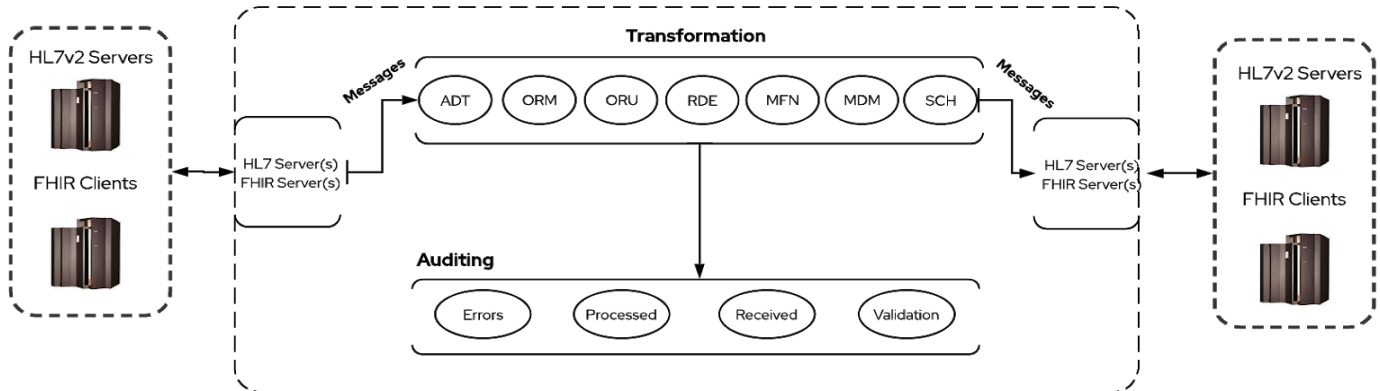 HL7v2 Servers
FHIR Clients
HL7 Server(s)
FHIR Server(s)
Messages
Transformation
ADT
ORM
ORU
RDE
MFN
MDM
SCH
Messages
Auditing
Errors
Processed
Received
Validation
HL7 Server(s)
FHIR Server(s)
HL7v2 Servers
FHIR Clients